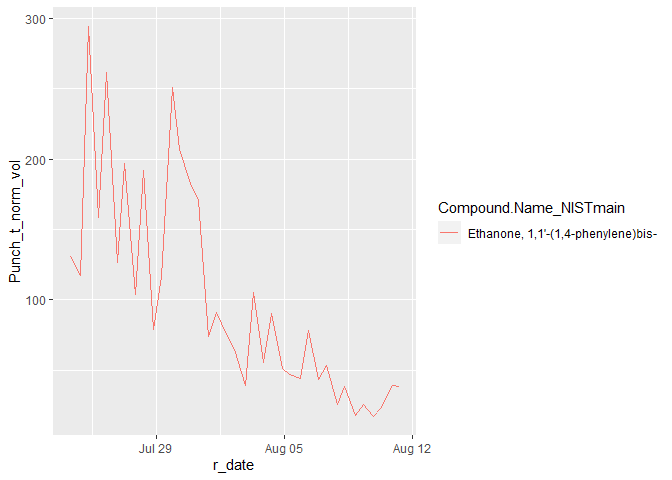 300
200
100
Punch_t_norm_vol
Jul 29
Aug 05
Aug 12
r_date
Compound.Name_NISTmain
Ethanone, 1,1'-(1,4-phenylene)bis-